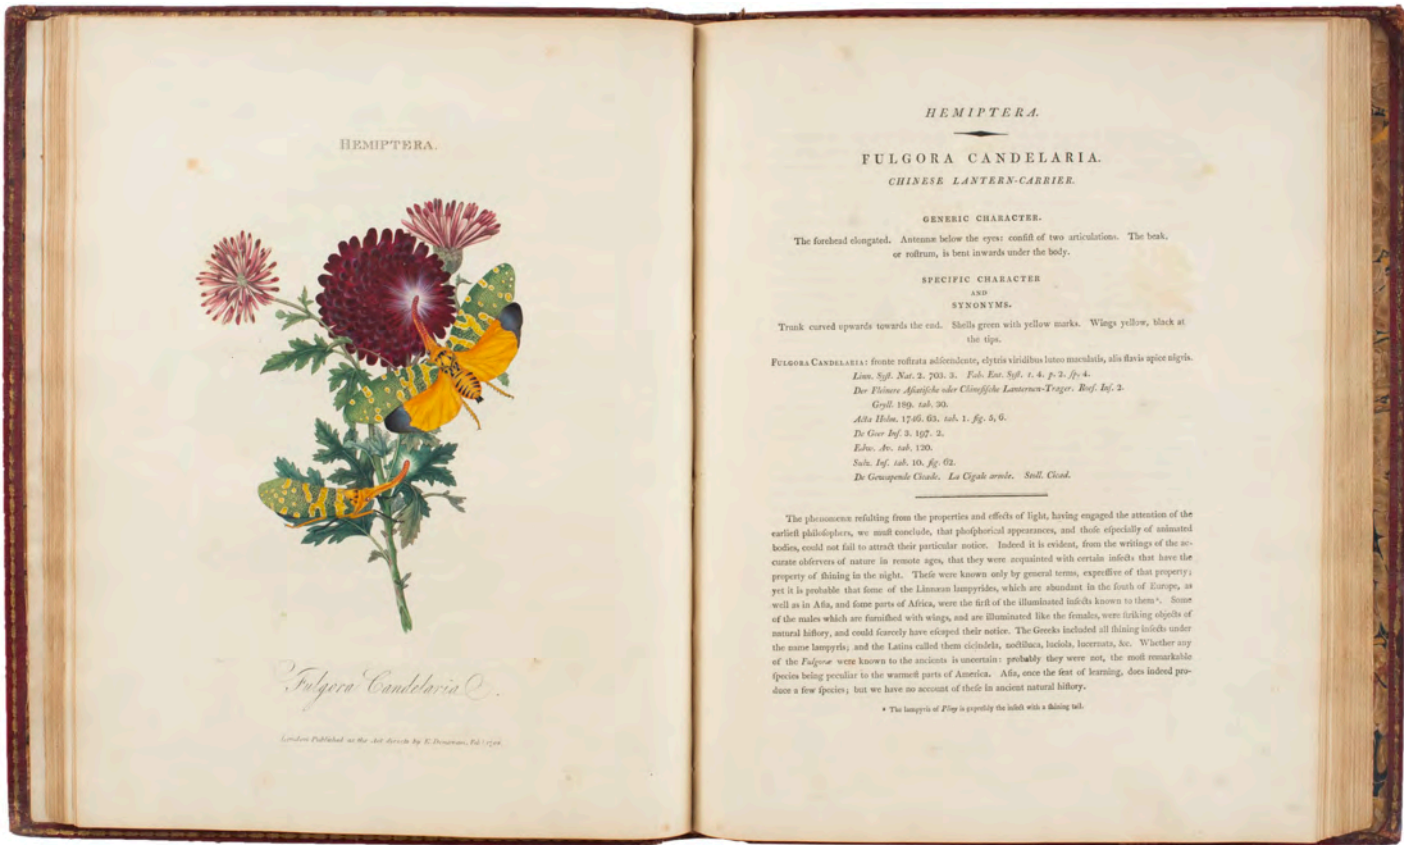 HEMIPTERA.
Fulgora Candelaria.
London Published as the Act directs by E. Donovan, Feb.
HEMIPTERA.
FULGORA CANDELARIA.
CHINESE LANTERN-CARRIER.
GENERIC CHARACTER.
The forehead elongated. Antennæ below the eyes: conſiſt of two articulations. The beak,
or roſtrum, is bent inwards under the body.
SPECIFIC CHARACTER
AND
SYNONYMS.
Trunk curved upwards towards the end. Shells green with yellow marks. Wings yellow, black at
the tips.
FULGORA CANDELARIA: fronte roſtrata adſcendente, elytris viridibus luteo maculatis, alis flavis apice nigris.
Linn. Syſt. Nat. 2. 703. 3. Fab. Ent. Syſt. t. 4. p. 2. ſp. 4.
Der Kleinere Aſiatiſche oder Chineſiſche Lanternen-Trager. Roeſ. Inſ. 2.
Gryll. 189. tab. 30.
Acta Holm. 1746. 63. tab. 1. fig. 5, 6.
De Geer Inſ. 3. 197. 2.
Edw. Av. tab. 120.
Sulz. Inſ. tab. 10. fig. 62.
De Gewapende Cicade. La Cigale armée. Stoll. Cicad.
The phenomenæ reſulting from the properties and effects of light, having engaged the attention of the
earlieſt philoſophers, we muſt conclude, that phoſphorical appearances, and thoſe eſpecially of animated
bodies, could not fail to attract their particular notice. Indeed it is evident, from the writings of the ac-
curate obſervers of nature in remote ages, that they were acquainted with certain inſects that have the
property of ſhining in the night. Theſe were known only by general terms, expreſſive of that property;
yet it is probable that ſome of the Linnæan lampyrides, which are abundant in the ſouth of Europe, as
well as in Aſia, and ſome parts of Africa, were the firſt of the illuminated inſects known to them*. Some
of the males which are furniſhed with wings, and are illuminated like the females, were ſtriking objects of
natural hiſtory, and could ſcarcely have eſcaped their notice. The Greeks included all ſhining inſects under
the name lampyris; and the Latins called them cicindela, noctiluca, luciola, lucernata, &c. Whether any
of the Fulgoræ were known to the ancients is uncertain: probably they were not, the moſt remarkable
ſpecies being peculiar to the warmeſt parts of America. Aſia, once the ſeat of learning, does indeed pro-
duce a few ſpecies; but we have no account of theſe in ancient natural hiſtory.
* The lampyris of Pliny is expreſsly the inſect with a ſhining tail.